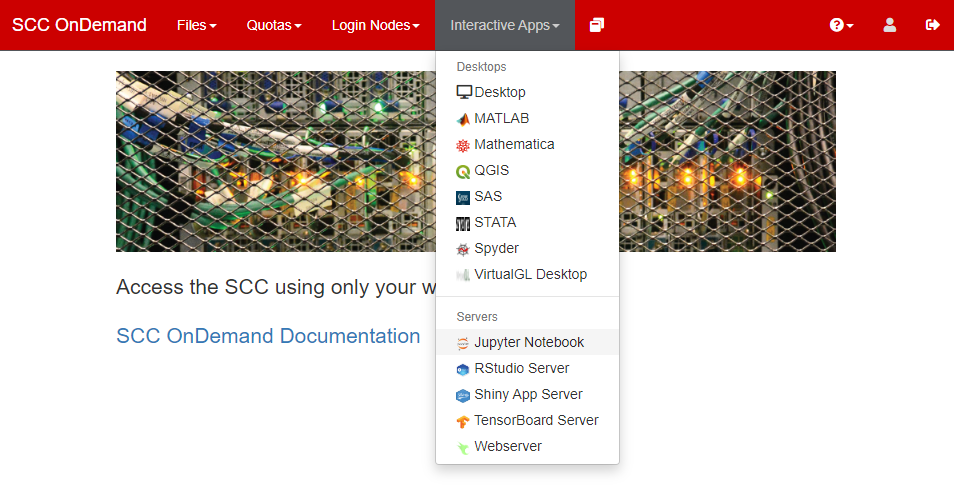 SCC OnDemand Files Quotas Login Nodes Interactive Apps
Desktops
Desktop
MATLAB
Mathematica
QGIS
SAS
STATA
Spyder
VirtualGL Desktop
Servers
Jupyter Notebook
RStudio Server
Shiny App Server
TensorBoard Server
Webserver
Access the SCC using only your w
SCC OnDemand Documentation